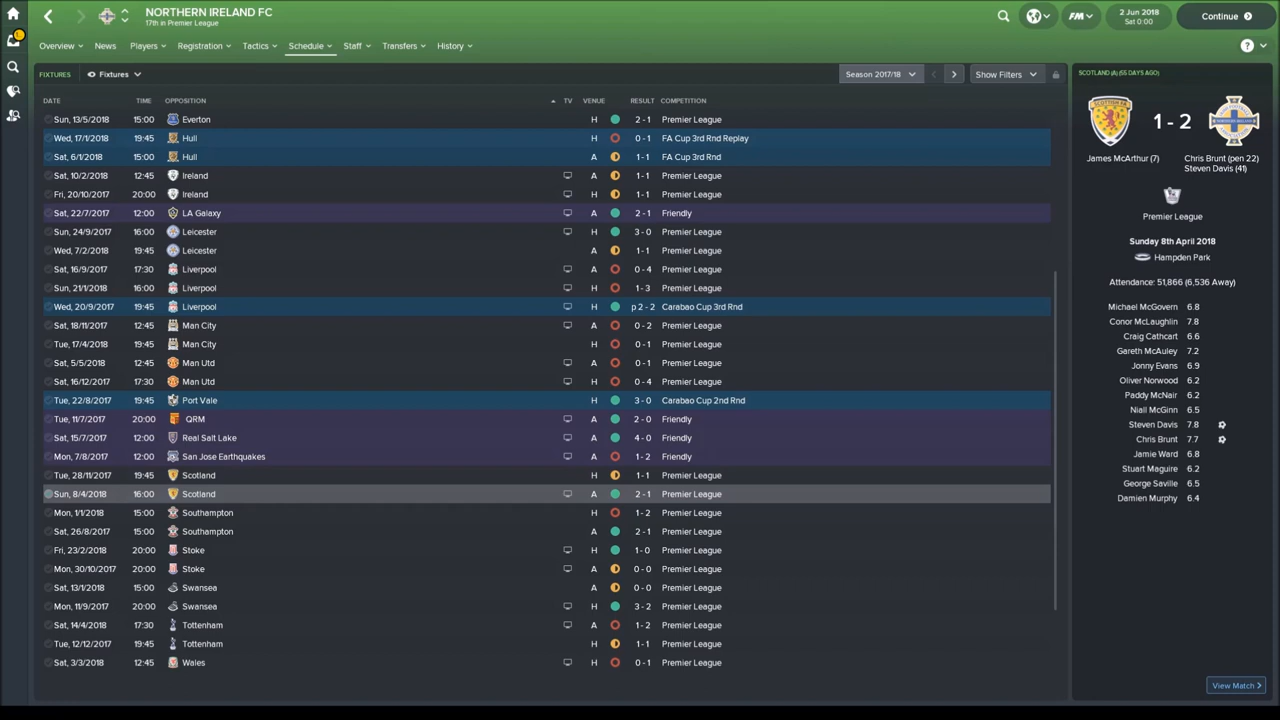 NORTHERN IRELAND FC
17th in Premier League
FM
2 Jun 2018
Sat 0:00
Continue
Overview News Players Registration Tactics Schedule Staff Transfers History
?
FIXTURES Fixtures Season 2017/18 Show Filters
DATE TIME OPPOSITION TV VENUE RESULT COMPETITION
Sun, 13/5/2018 15:00 Everton H 2 - 1 Premier League
Wed, 17/1/2018 19:45 Hull H 0 - 1 FA Cup 3rd Rnd Replay
Sat, 6/1/2018 15:00 Hull A 1 - 1 FA Cup 3rd Rnd
Sat, 10/2/2018 12:45 Ireland A 1 - 1 Premier League
Fri, 20/10/2017 20:00 Ireland H 1 - 1 Premier League
Sat, 22/7/2017 12:00 LA Galaxy A 2 - 1 Friendly
Sun, 24/9/2017 16:00 Leicester H 3 - 0 Premier League
Wed, 7/2/2018 19:45 Leicester A 1 - 1 Premier League
Sat, 16/9/2017 17:30 Liverpool A 0 - 4 Premier League
Sun, 21/1/2018 16:00 Liverpool H 1 - 3 Premier League
Wed, 20/9/2017 19:45 Liverpool H p 2 - 2 Carabao Cup 3rd Rnd
Sat, 18/11/2017 12:45 Man City A 0 - 2 Premier League
Tue, 17/4/2018 19:45 Man City H 0 - 1 Premier League
Sat, 5/5/2018 12:45 Man Utd A 0 - 1 Premier League
Sat, 16/12/2017 17:30 Man Utd H 0 - 4 Premier League
Tue, 22/8/2017 19:45 Port Vale H 3 - 0 Carabao Cup 2nd Rnd
Tue, 11/7/2017 20:00 QRM A 2 - 0 Friendly
Sat, 15/7/2017 12:00 Real Salt Lake A 4 - 0 Friendly
Mon, 7/8/2017 12:00 San Jose Earthquakes A 1 - 2 Friendly
Tue, 28/11/2017 19:45 Scotland H 1 - 1 Premier League
Sun, 8/4/2018 16:00 Scotland A 2 - 1 Premier League
Mon, 1/1/2018 15:00 Southampton H 1 - 2 Premier League
Sat, 26/8/2017 15:00 Southampton A 2 - 1 Premier League
Fri, 23/2/2018 20:00 Stoke H 1 - 0 Premier League
Mon, 30/10/2017 20:00 Stoke A 0 - 0 Premier League
Sat, 13/1/2018 15:00 Swansea A 0 - 0 Premier League
Mon, 11/9/2017 20:00 Swansea H 3 - 2 Premier League
Sat, 14/4/2018 17:30 Tottenham A 1 - 2 Premier League
Tue, 12/12/2017 19:45 Tottenham H 1 - 1 Premier League
Sat, 3/3/2018 12:45 Wales H 0 - 1 Premier League
SCOTLAND (A) (55 DAYS AGO)
1 - 2
James McArthur (7) Chris Brunt (pen 22)
Steven Davis (41)
Premier League
Sunday 8th April 2018
Hampden Park
Attendance: 51,866 (6,536 Away)
Michael McGovern 6.8
Conor McLaughlin 7.8
Craig Cathcart 6.6
Gareth McAuley 7.2
Jonny Evans 6.9
Oliver Norwood 6.2
Paddy McNair 6.2
Niall McGinn 6.5
Steven Davis 7.8
Chris Brunt 7.7
Jamie Ward 6.8
Stuart Maguire 6.2
George Saville 6.5
Damien Murphy 6.4
View Match